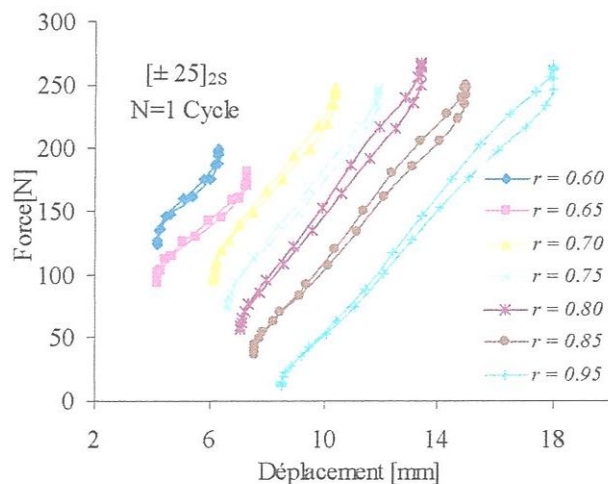 300
250
200
150
100
50
0
Force[N]
[± 25]2S
N=1 Cycle
r = 0.60
r = 0.65
r = 0.70
r = 0.75
r = 0.80
r = 0.85
r = 0.95
2 6 10 14 18
Déplacement [mm]